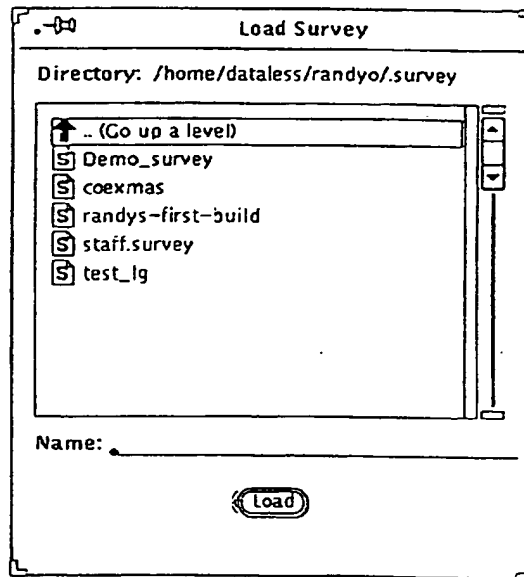 Load Survey
Directory: /home/dataless/randyo/.survey
.. (Go up a level)
S Demo_survey
S coexmas
S randys-first-build
S staff.survey
S test_lg
Name:
Load